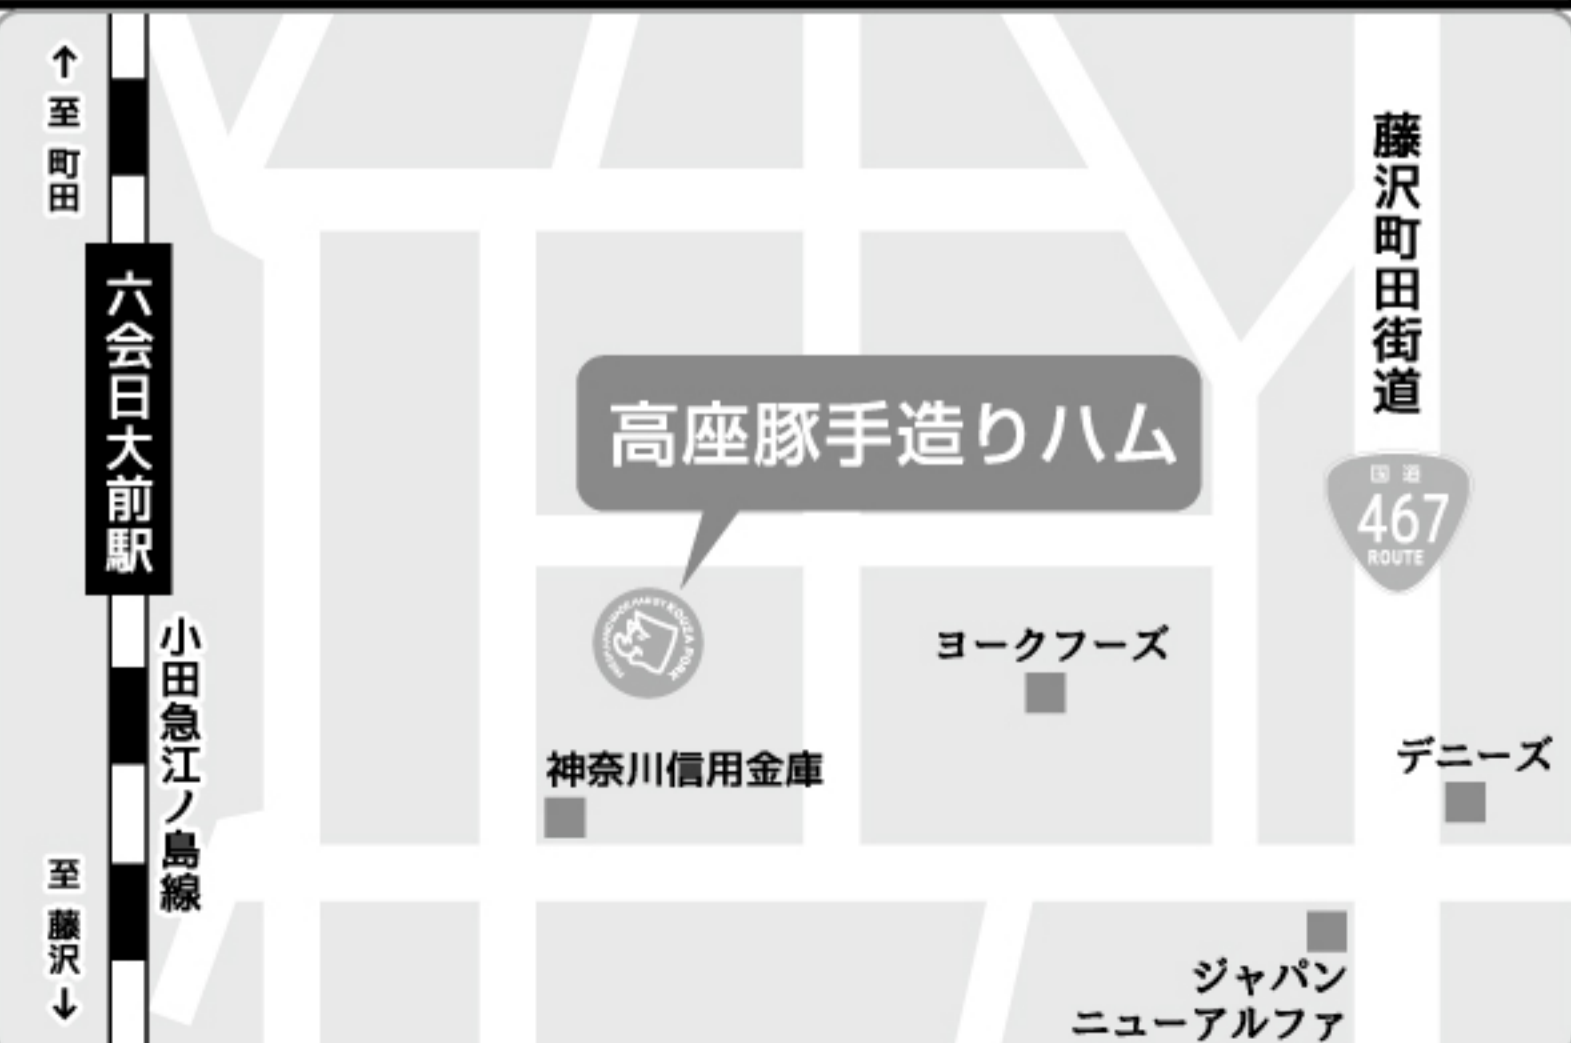 ↑至 町田
六会日大前駅
小田急江ノ島線
至 藤沢↓
高座豚手造りハム
KOUZA PORK
神奈川信用金庫
ヨークフーズ
藤沢町田街道
国道
467
ROUTE
デニーズ
ジャパン
ニューアルファ